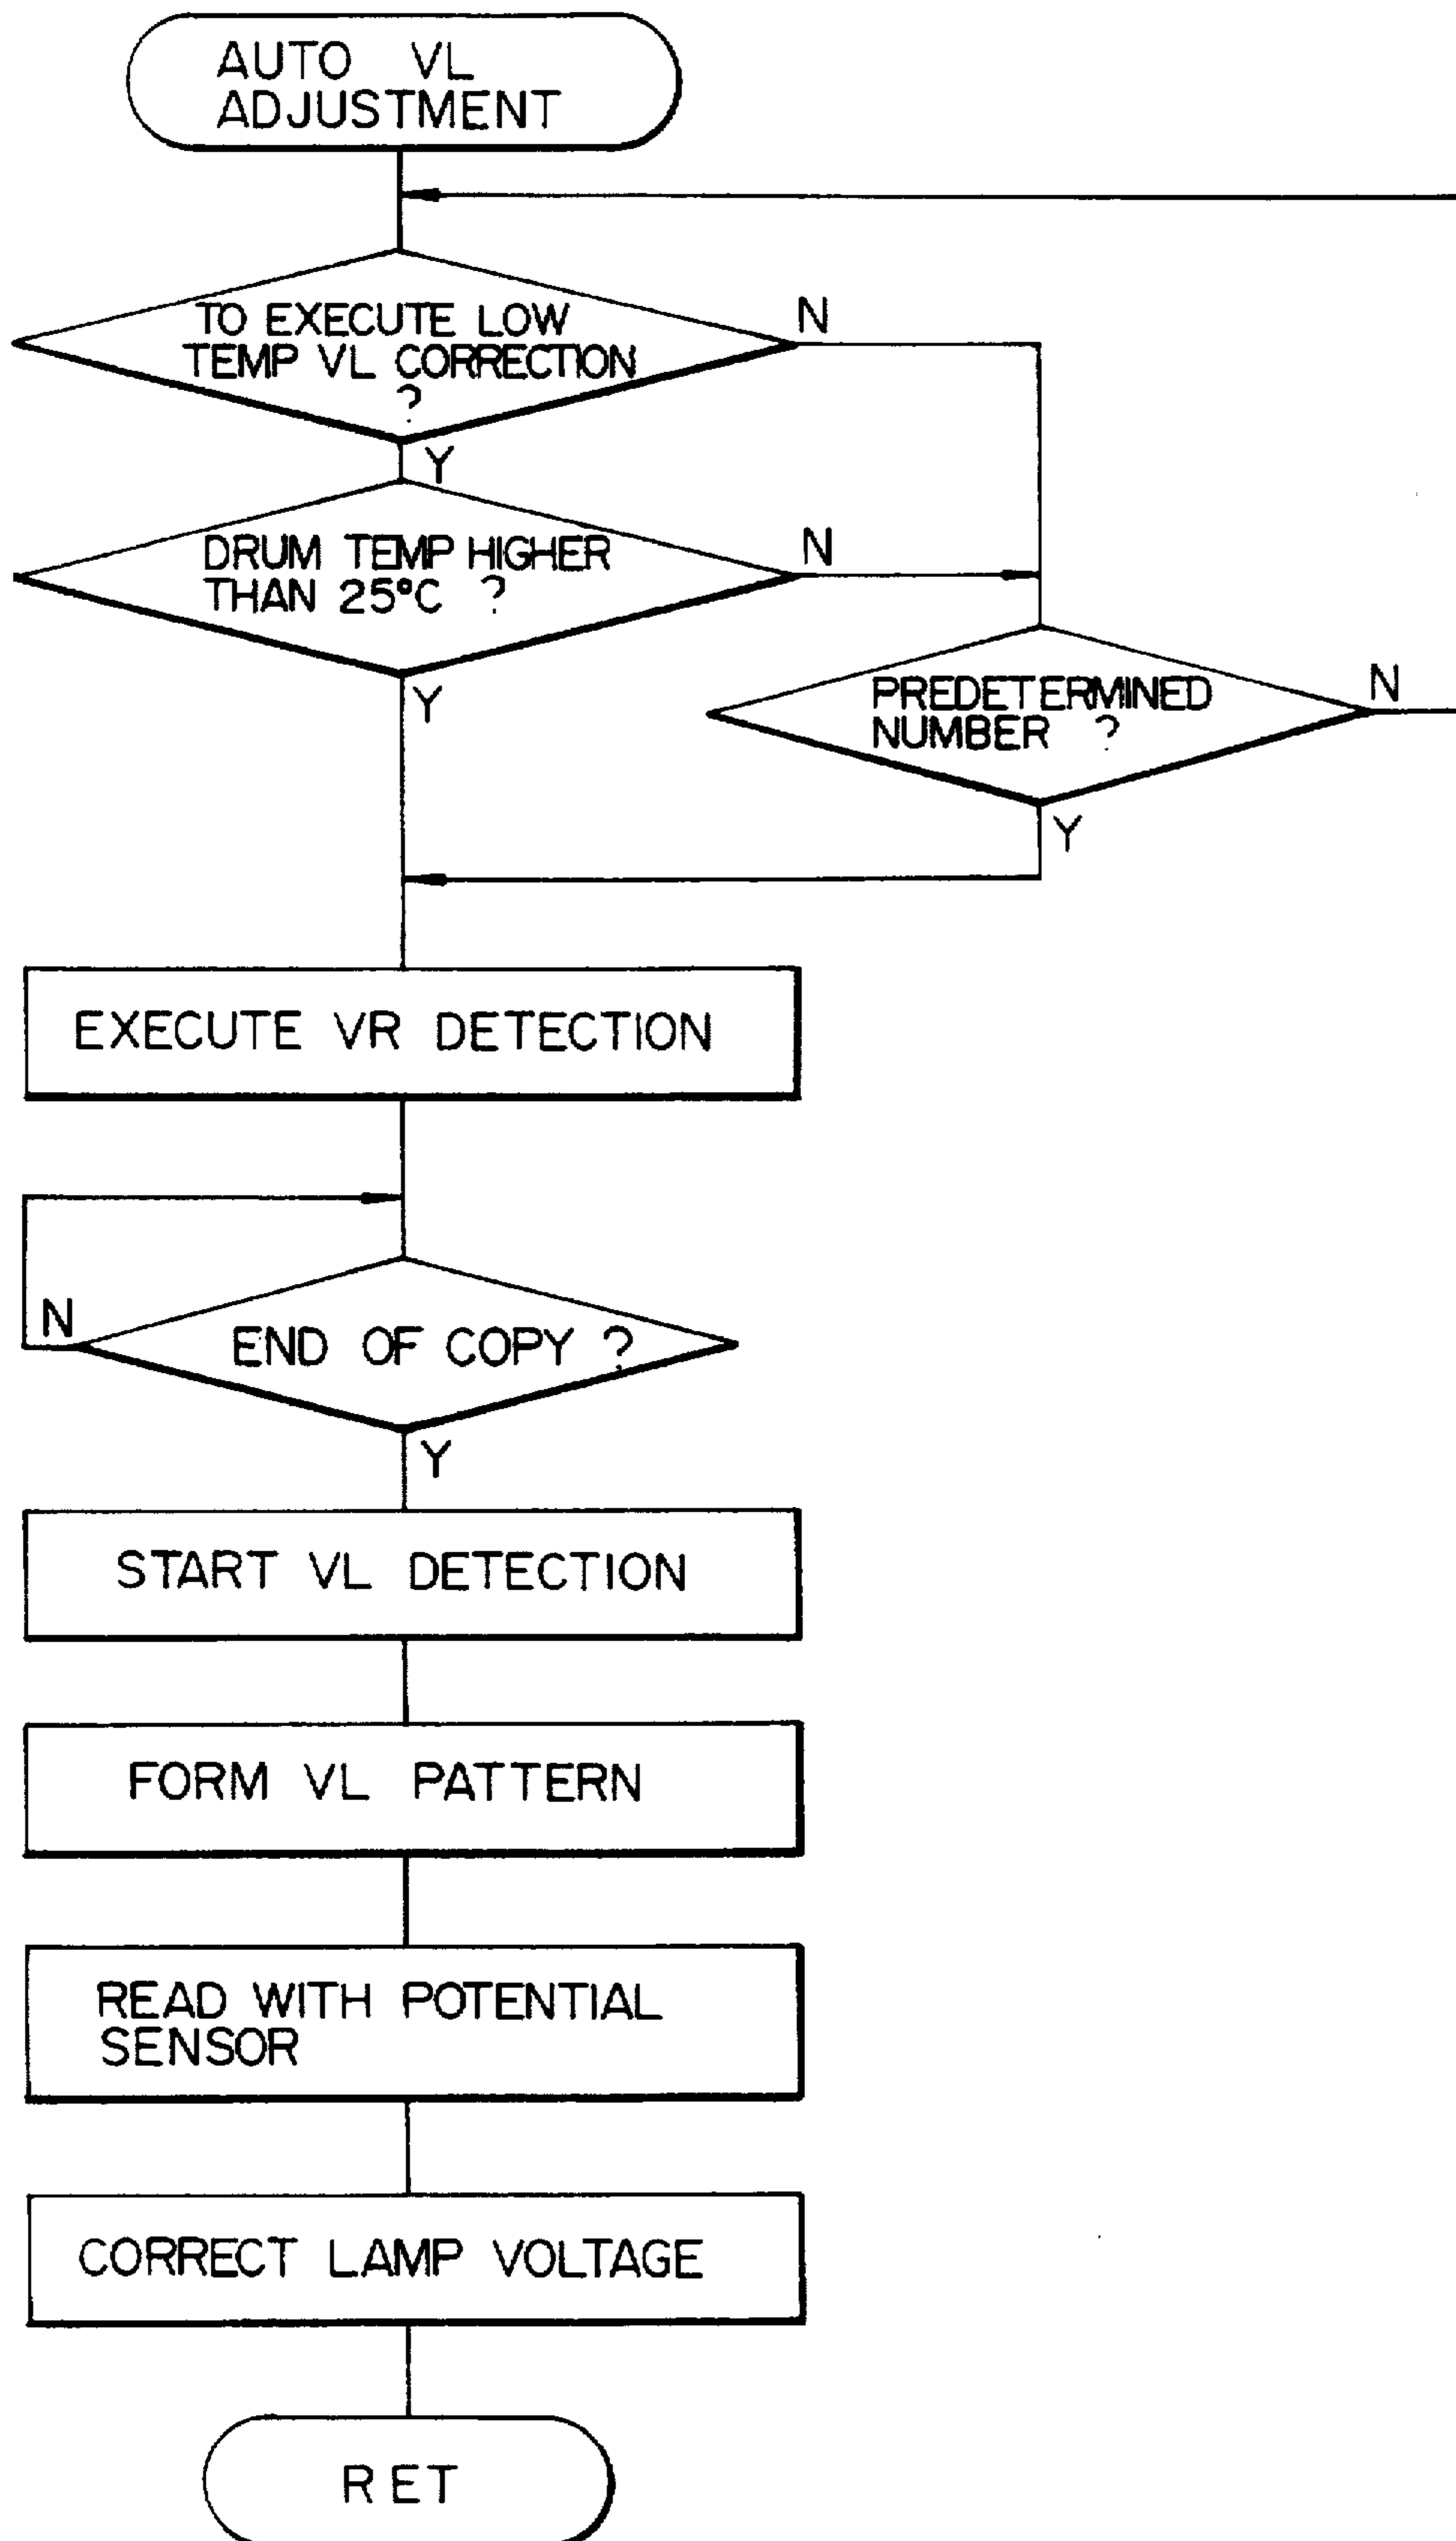 AUTO VL
ADJUSTMENT
TO EXECUTE LOW
TEMP VL CORRECTION
?
N
Y
DRUM TEMP HIGHER
THAN 25°C ?
N
Y
PREDETERMINED
NUMBER ?
N
Y
EXECUTE VR DETECTION
END OF COPY ?
N
Y
START VL DETECTION
FORM VL PATTERN
READ WITH POTENTIAL
SENSOR
CORRECT LAMP VOLTAGE
RET